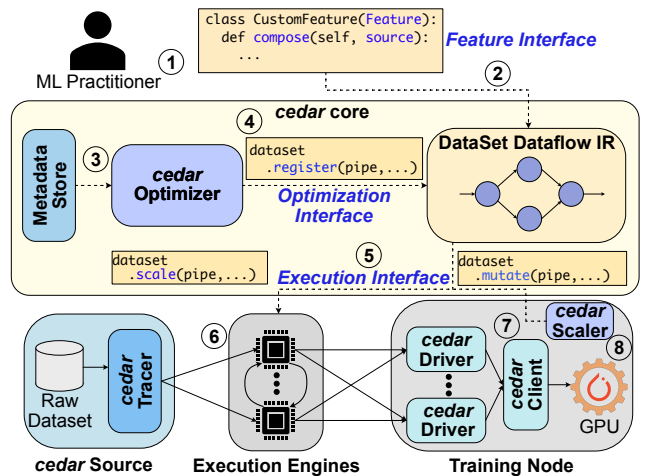 class CustomFeature(Feature):
def compose(self, source):
...
Feature Interface
1
ML Practitioner
2
cedar core
4
DataSet Dataflow IR
Metadata
Store
3
cedar
Optimizer
dataset
.register(pipe,...)
Optimization
Interface
dataset
.scale(pipe,...)
5
Execution Interface
dataset
.mutate(pipe,...)
Raw
Dataset
cedar
Tracer
6
cedar
Driver
cedar
Driver
7
cedar
Client
cedar
Scaler
8
GPU
cedar Source
Execution Engines
Training Node